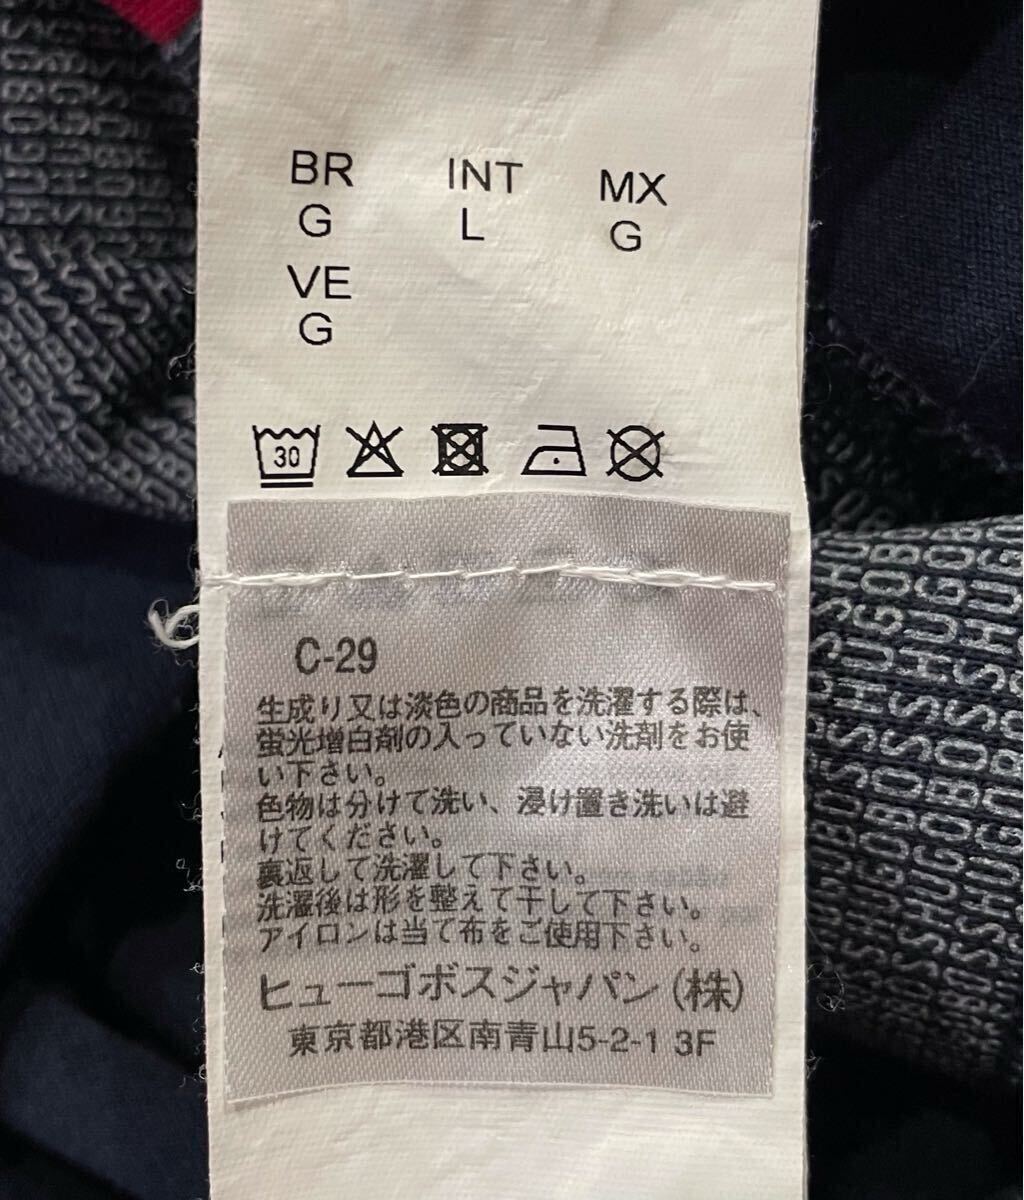 BR INT MX
G L G
VE
G
30
C-29
生成り又は淡色の商品を洗濯する際は、
蛍光増白剤の入っていない洗剤をお使
い下さい。
色物は分けて洗い、浸け置き洗いは避
けてください。
裏返して洗濯して下さい。
洗濯後は形を整えて干して下さい。
アイロンは当て布をご使用下さい。
ヒューゴボスジャパン(株)
東京都港区南青山5-2-1 3F